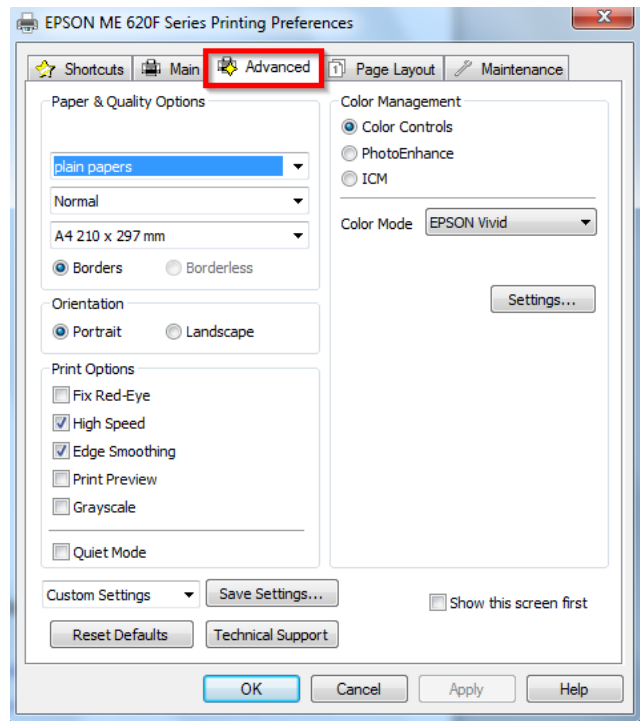 EPSON ME 620F Series Printing Preferences
Shortcuts Main Advanced Page Layout Maintenance
Paper & Quality Options
plain papers
Normal
A4 210 x 297 mm
Borders Borderless
Orientation
Portrait Landscape
Print Options
Fix Red-Eye
High Speed
Edge Smoothing
Print Preview
Grayscale
Quiet Mode
Color Management
Color Controls
PhotoEnhance
ICM
Color Mode EPSON Vivid
Settings...
Custom Settings Save Settings...
Show this screen first
Reset Defaults Technical Support
OK Cancel Apply Help